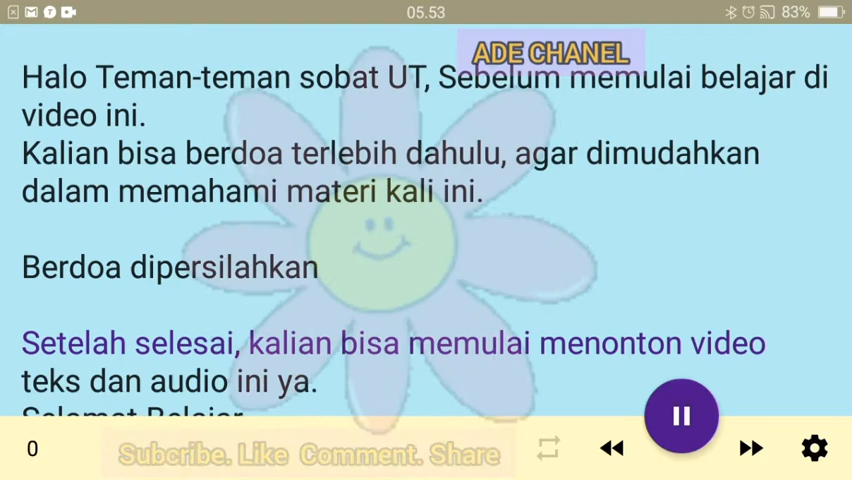 05.53
83%
ADE CHANEL
Halo Teman-teman sobat UT, Sebelum memulai belajar di
video ini.
Kalian bisa berdoa terlebih dahulu, agar dimudahkan
dalam memahami materi kali ini.
Berdoa dipersilahkan
Setelah selesai, kalian bisa memulai menonton video
teks dan audio ini ya.
Selamat Belajar
0
Subcribe. Like Comment. Share